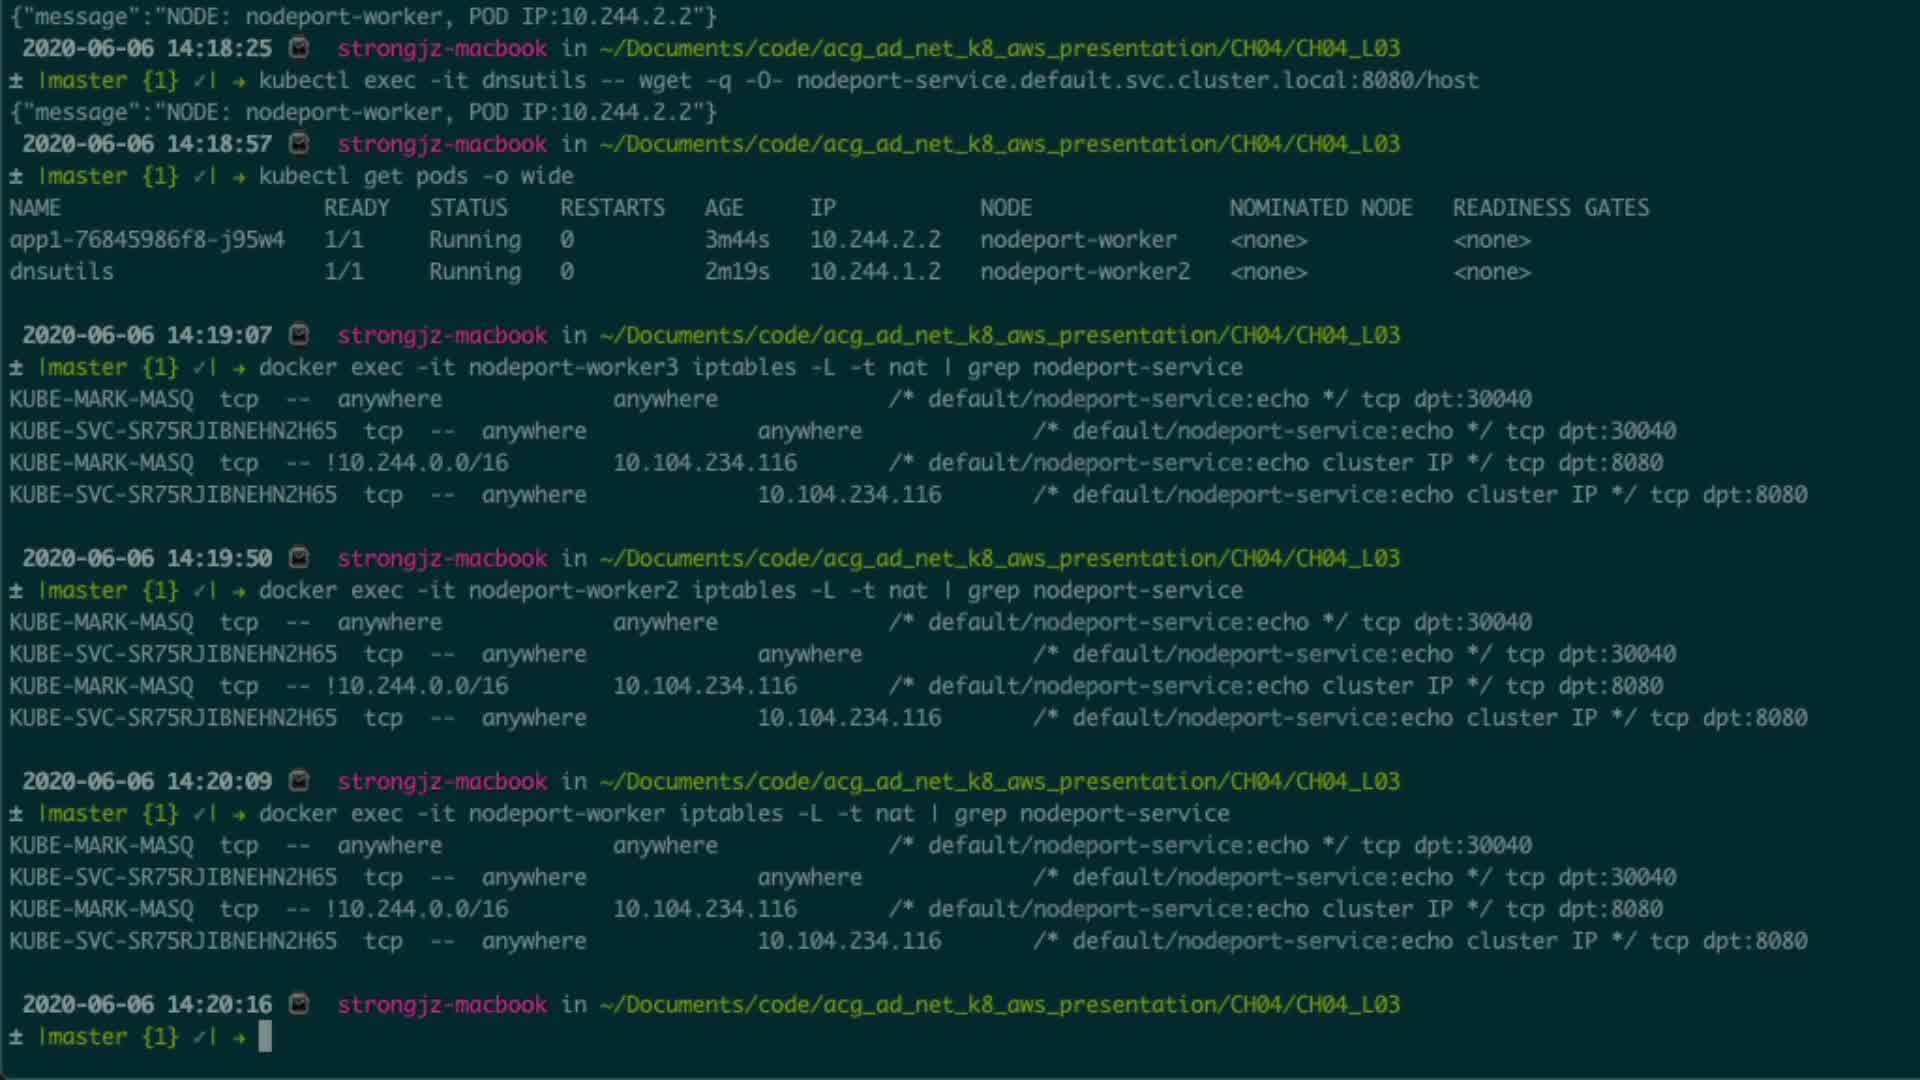 {"message":"NODE: nodeport-worker, POD IP:10.244.2.2"}
2020-06-06 14:18:25 strongjz-macbook in ~/Documents/code/acg_ad_net_k8_aws_presentation/CH04/CH04_L03
± |master {1} ✓| → kubectl exec -it dnsutils -- wget -q -O- nodeport-service.default.svc.cluster.local:8080/host
{"message":"NODE: nodeport-worker, POD IP:10.244.2.2"}
2020-06-06 14:18:57 strongjz-macbook in ~/Documents/code/acg_ad_net_k8_aws_presentation/CH04/CH04_L03
± |master {1} ✓| → kubectl get pods -o wide
NAME READY STATUS RESTARTS AGE IP NODE NOMINATED NODE READINESS GATES
app1-76845986f8-j95w4 1/1 Running 0 3m44s 10.244.2.2 nodeport-worker <none> <none>
dnsutils 1/1 Running 0 2m19s 10.244.1.2 nodeport-worker2 <none> <none>
2020-06-06 14:19:07 strongjz-macbook in ~/Documents/code/acg_ad_net_k8_aws_presentation/CH04/CH04_L03
± |master {1} ✓| → docker exec -it nodeport-worker3 iptables -L -t nat | grep nodeport-service
KUBE-MARK-MASQ tcp -- anywhere anywhere /* default/nodeport-service:echo */ tcp dpt:30040
KUBE-SVC-SR75RJIBNEHNZH65 tcp -- anywhere anywhere /* default/nodeport-service:echo */ tcp dpt:30040
KUBE-MARK-MASQ tcp -- !10.244.0.0/16 10.104.234.116 /* default/nodeport-service:echo cluster IP */ tcp dpt:8080
KUBE-SVC-SR75RJIBNEHNZH65 tcp -- anywhere 10.104.234.116 /* default/nodeport-service:echo cluster IP */ tcp dpt:8080
2020-06-06 14:19:50 strongjz-macbook in ~/Documents/code/acg_ad_net_k8_aws_presentation/CH04/CH04_L03
± |master {1} ✓| → docker exec -it nodeport-worker2 iptables -L -t nat | grep nodeport-service
KUBE-MARK-MASQ tcp -- anywhere anywhere /* default/nodeport-service:echo */ tcp dpt:30040
KUBE-SVC-SR75RJIBNEHNZH65 tcp -- anywhere anywhere /* default/nodeport-service:echo */ tcp dpt:30040
KUBE-MARK-MASQ tcp -- !10.244.0.0/16 10.104.234.116 /* default/nodeport-service:echo cluster IP */ tcp dpt:8080
KUBE-SVC-SR75RJIBNEHNZH65 tcp -- anywhere 10.104.234.116 /* default/nodeport-service:echo cluster IP */ tcp dpt:8080
2020-06-06 14:20:09 strongjz-macbook in ~/Documents/code/acg_ad_net_k8_aws_presentation/CH04/CH04_L03
± |master {1} ✓| → docker exec -it nodeport-worker iptables -L -t nat | grep nodeport-service
KUBE-MARK-MASQ tcp -- anywhere anywhere /* default/nodeport-service:echo */ tcp dpt:30040
KUBE-SVC-SR75RJIBNEHNZH65 tcp -- anywhere anywhere /* default/nodeport-service:echo */ tcp dpt:30040
KUBE-MARK-MASQ tcp -- !10.244.0.0/16 10.104.234.116 /* default/nodeport-service:echo cluster IP */ tcp dpt:8080
KUBE-SVC-SR75RJIBNEHNZH65 tcp -- anywhere 10.104.234.116 /* default/nodeport-service:echo cluster IP */ tcp dpt:8080
2020-06-06 14:20:16 strongjz-macbook in ~/Documents/code/acg_ad_net_k8_aws_presentation/CH04/CH04_L03
± |master {1} ✓| →